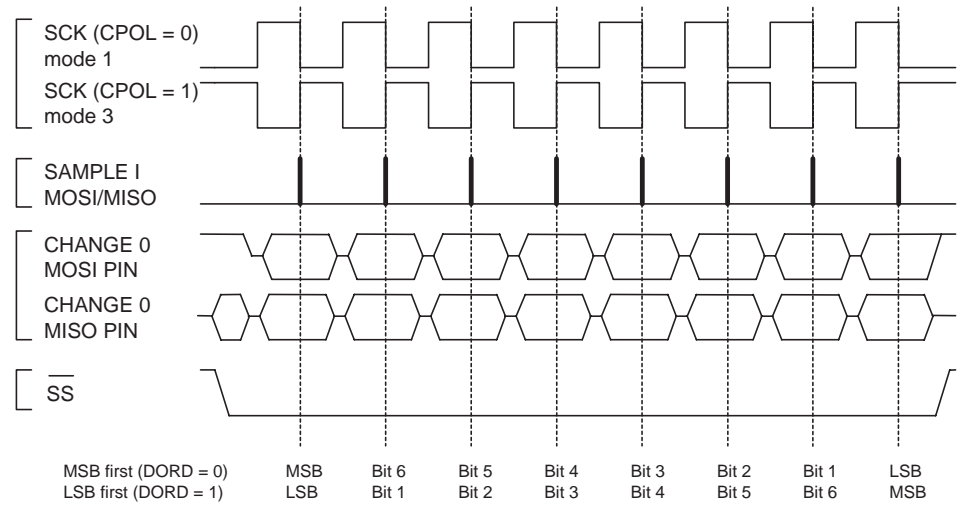 SCK (CPOL = 0)
mode 1
SCK (CPOL = 1)
mode 3
SAMPLE I
MOSI/MISO
CHANGE 0
MOSI PIN
CHANGE 0
MISO PIN
SS
MSB first (DORD = 0) MSB Bit 6 Bit 5 Bit 4 Bit 3 Bit 2 Bit 1 LSB
LSB first (DORD = 1) LSB Bit 1 Bit 2 Bit 3 Bit 4 Bit 5 Bit 6 MSB